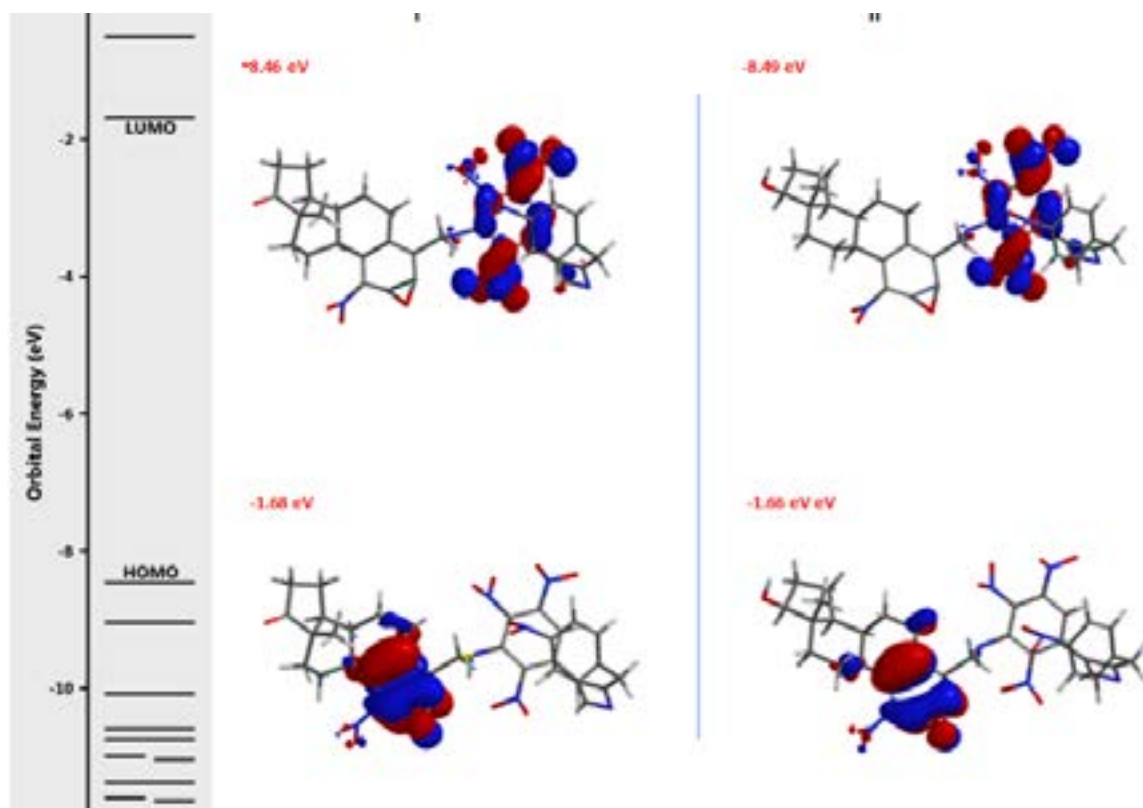 I
II
-8.46 eV
-8.49 eV
LUMO
-2
-4
Orbital Energy (eV)
-6
-1.68 eV
-1.66 eV eV
-8
HOMO
-10